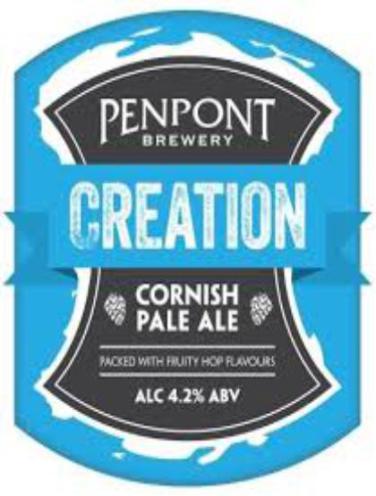 PENPONT
BREWERY
CREATION
CORNISH
PALE ALE
PACKED WITH FRUITY HOP FLAVOURS
ALC 4.2% ABV